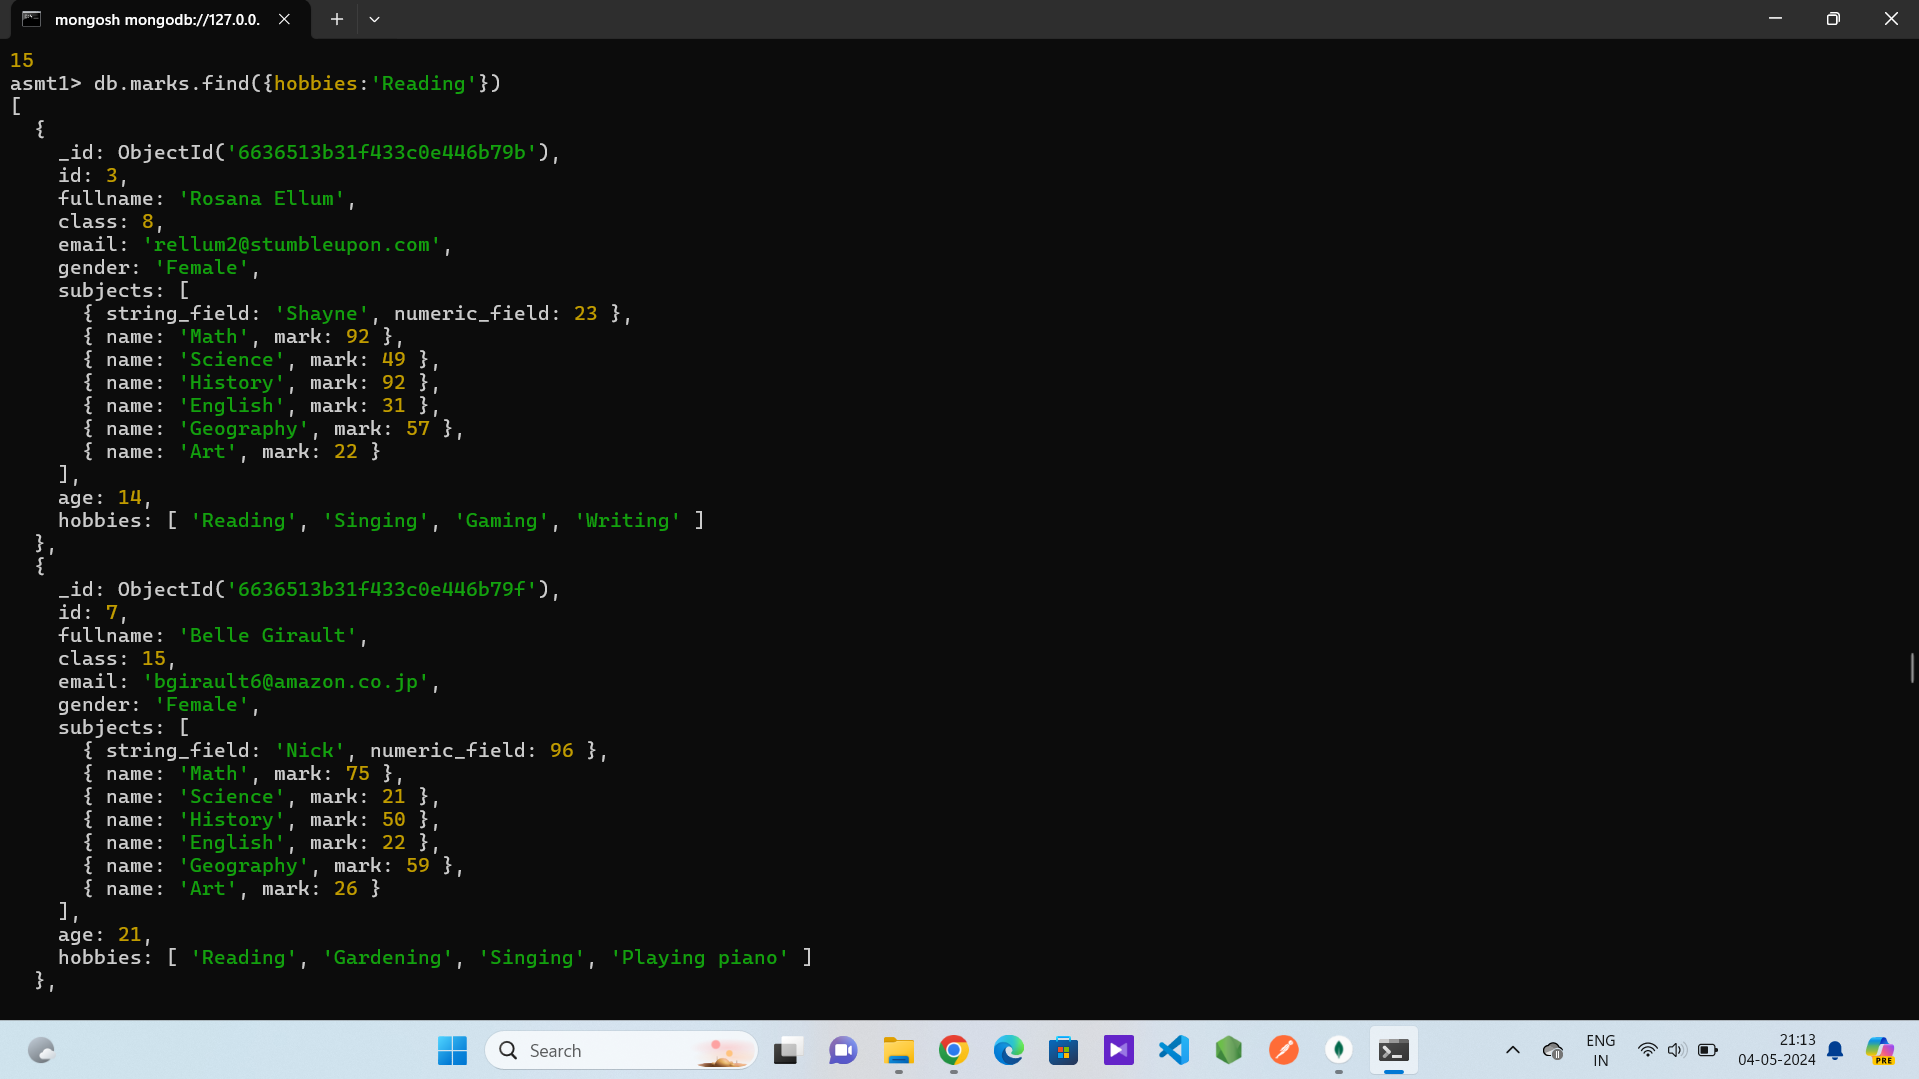 mongosh mongodb://127.0.0.
15
asmt1> db.marks.find({hobbies:'Reading'})
[
  {
    _id: ObjectId('6636513b31f433c0e446b79b'),
    id: 3,
    fullname: 'Rosana Ellum',
    class: 8,
    email: 'rellum2@stumbleupon.com',
    gender: 'Female',
    subjects: [
      { string_field: 'Shayne', numeric_field: 23 },
      { name: 'Math', mark: 92 },
      { name: 'Science', mark: 49 },
      { name: 'History', mark: 92 },
      { name: 'English', mark: 31 },
      { name: 'Geography', mark: 57 },
      { name: 'Art', mark: 22 }
    ],
    age: 14,
    hobbies: [ 'Reading', 'Singing', 'Gaming', 'Writing' ]
  },
  {
    _id: ObjectId('6636513b31f433c0e446b79f'),
    id: 7,
    fullname: 'Belle Girault',
    class: 15,
    email: 'bgirault6@amazon.co.jp',
    gender: 'Female',
    subjects: [
      { string_field: 'Nick', numeric_field: 96 },
      { name: 'Math', mark: 75 },
      { name: 'Science', mark: 21 },
      { name: 'History', mark: 50 },
      { name: 'English', mark: 22 },
      { name: 'Geography', mark: 59 },
      { name: 'Art', mark: 26 }
    ],
    age: 21,
    hobbies: [ 'Reading', 'Gardening', 'Singing', 'Playing piano' ]
  },
Search
ENG
IN
21:13
04-05-2024
PRE